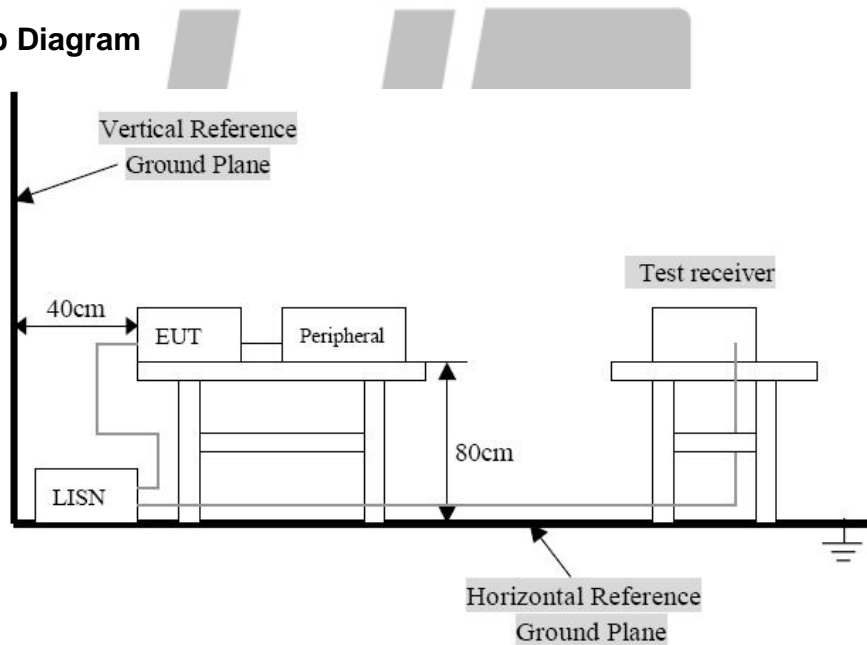 Diagram
Vertical Reference
Ground Plane
Test receiver
40cm
EUT
Peripheral
80cm
LISN
Horizontal Reference
Ground Plane